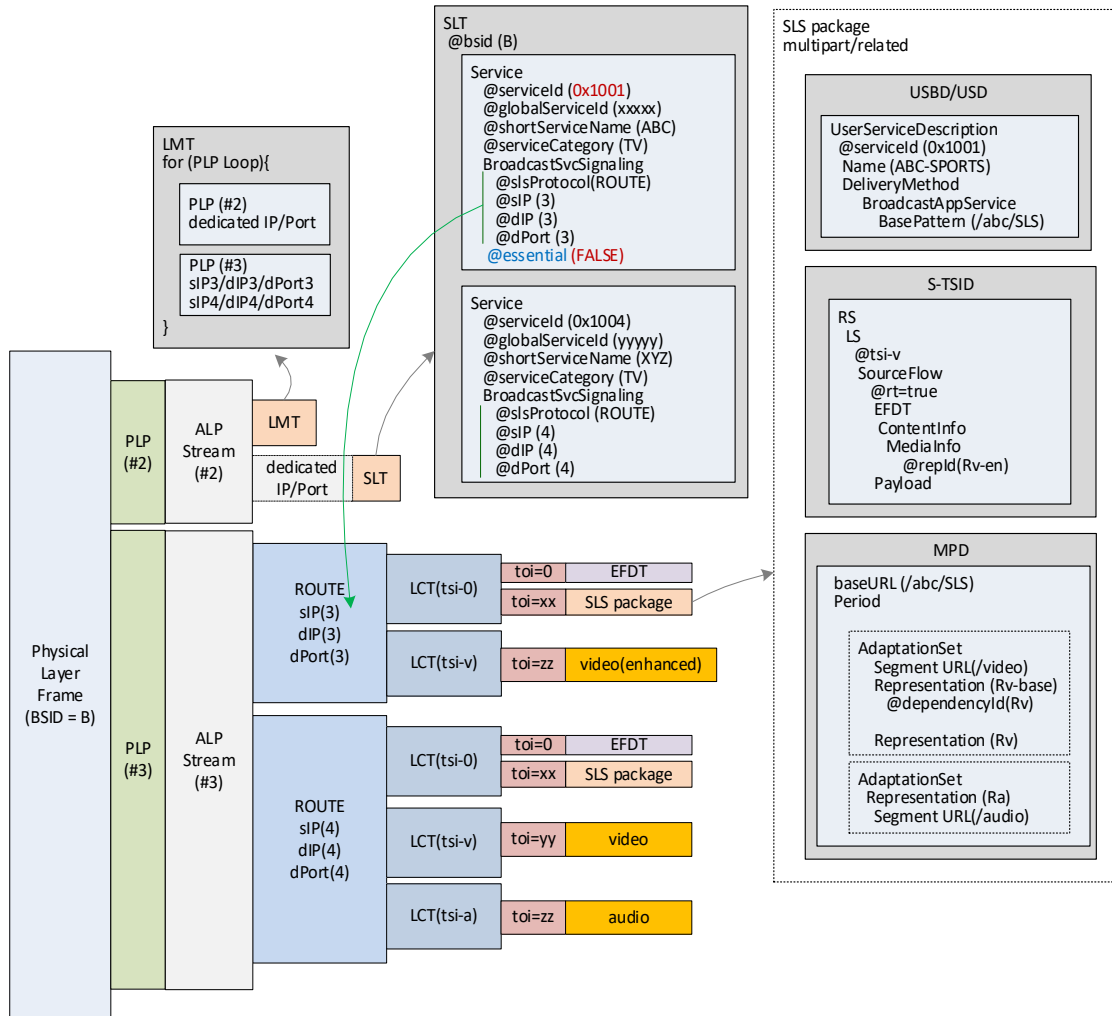 LMT
for (PLP Loop){
PLP (#2)
dedicated IP/Port
PLP (#3)
sIP3/dIP3/dPort3
sIP4/dIP4/dPort4
}
SLT
@bsid (B)
Service
@serviceId (0x1001)
@globalServiceId (xxxxx)
@shortServiceName (ABC)
@serviceCategory (TV)
BroadcastSvcSignaling
@slsProtocol(ROUTE)
@sIP (3)
@dIP (3)
@dPort (3)
@essential (FALSE)
Service
@serviceId (0x1004)
@globalServiceId (yyyyy)
@shortServiceName (XYZ)
@serviceCategory (TV)
BroadcastSvcSignaling
@slsProtocol (ROUTE)
@sIP (4)
@dIP (4)
@dPort (4)
SLS package
multipart/related
USBD/USD
UserServiceDescription
@serviceId (0x1001)
Name (ABC-SPORTS)
DeliveryMethod
BroadcastAppService
BasePattern (/abc/SLS)
S-TSID
RS
LS
@tsi-v
SourceFlow
@rt=true
EFDT
ContentInfo
MediaInfo
@repId(Rv-en)
Payload
MPD
baseURL (/abc/SLS)
Period
AdaptationSet
Segment URL(/video)
Representation (Rv-base)
@dependencyId(Rv)
Representation (Rv)
AdaptationSet
Representation (Ra)
Segment URL(/audio)
Physical
Layer
Frame
(BSID = B)
PLP
(#2)
ALP
Stream
(#2)
LMT
dedicated
IP/Port
SLT
PLP
(#3)
ALP
Stream
(#3)
ROUTE
sIP(3)
dIP(3)
dPort(3)
LCT(tsi-0)
toi=0
EFDT
toi=xx
SLS package
LCT(tsi-v)
toi=zz
video(enhanced)
ROUTE
sIP(4)
dIP(4)
dPort(4)
LCT(tsi-0)
toi=0
EFDT
toi=xx
SLS package
LCT(tsi-v)
toi=yy
video
LCT(tsi-a)
toi=zz
audio